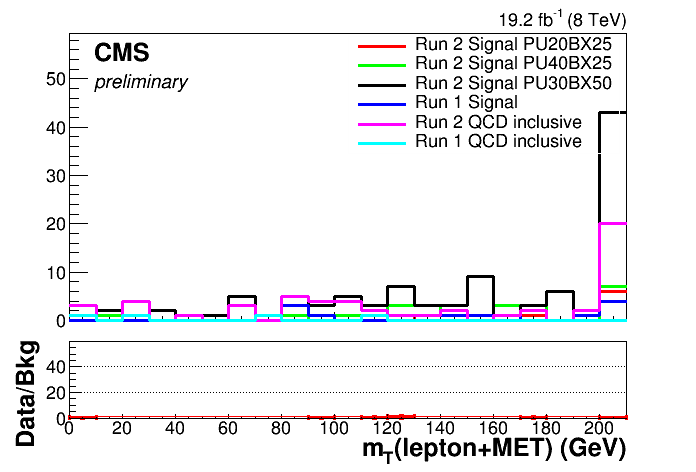 19.2 fb⁻¹ (8 TeV)
CMS
preliminary
Run 2 Signal PU20BX25
Run 2 Signal PU40BX25
Run 2 Signal PU30BX50
Run 1 Signal
Run 2 QCD inclusive
Run 1 QCD inclusive
50
40
30
20
10
0
Data/Bkg
40
20
0
0 20 40 60 80 100 120 140 160 180 200
m_T(lepton+MET) (GeV)